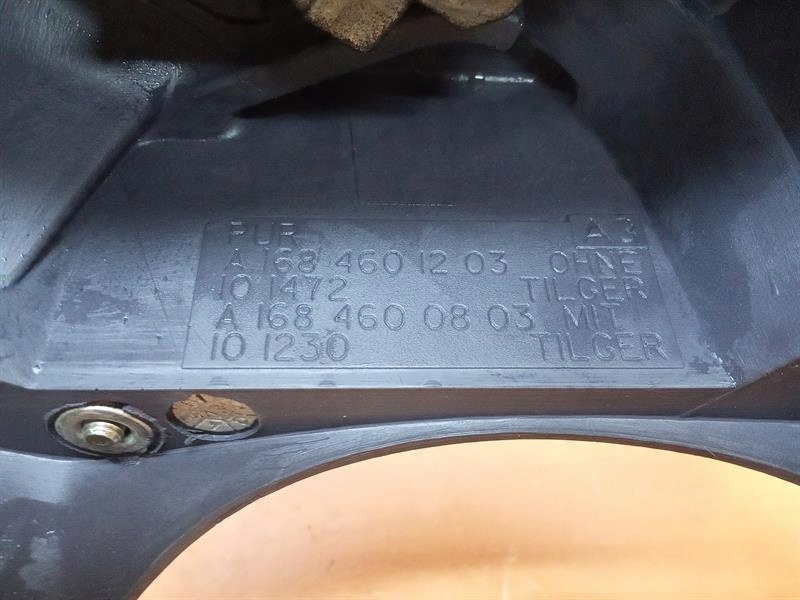 PUR A 3
A 168 460 12 03 OHNE
10 1472 TILGER
A 168 460 08 03 MIT
10 1230 TILGER